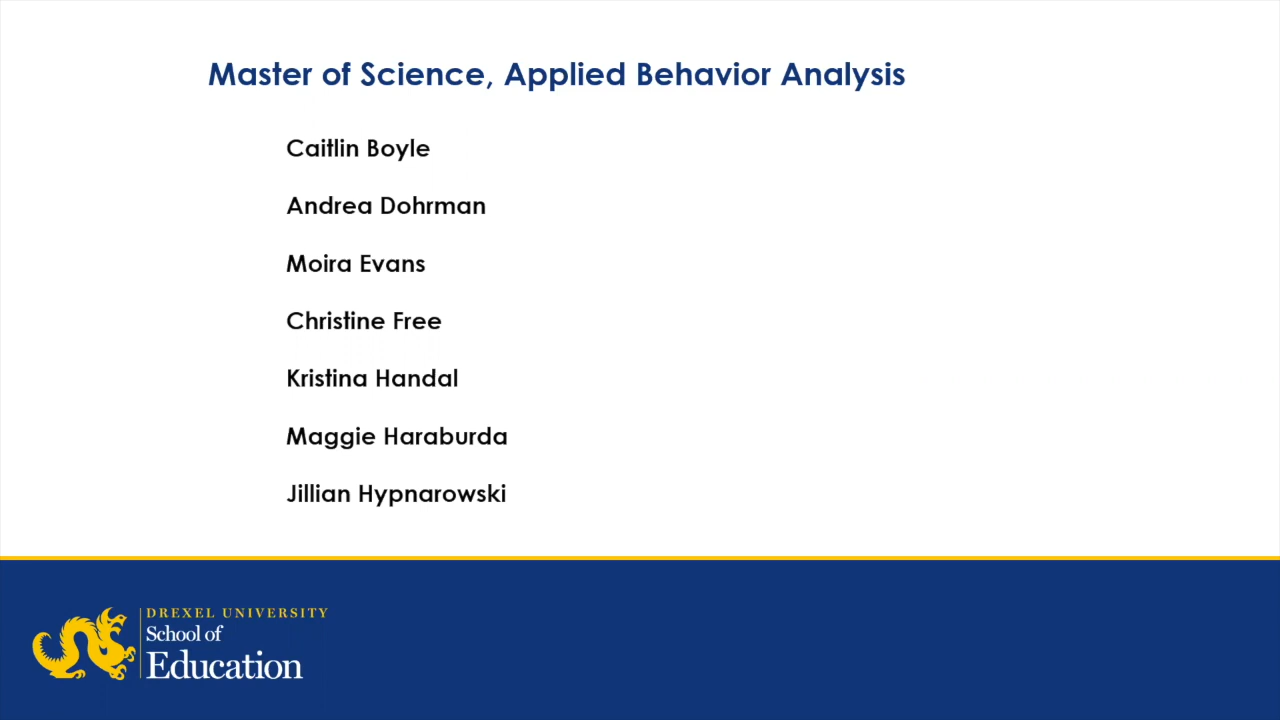 Master of Science, Applied Behavior Analysis
Caitlin Boyle
Andrea Dohrman
Moira Evans
Christine Free
Kristina Handal
Maggie Haraburda
Jillian Hypnarowski
DREXEL UNIVERSITY
School of
Education